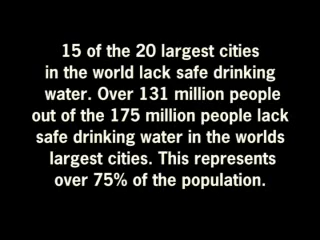 15 of the 20 largest cities
in the world lack safe drinking
water. Over 131 million people
out of the 175 million people lack
safe drinking water in the worlds
largest cities. This represents
over 75% of the population.